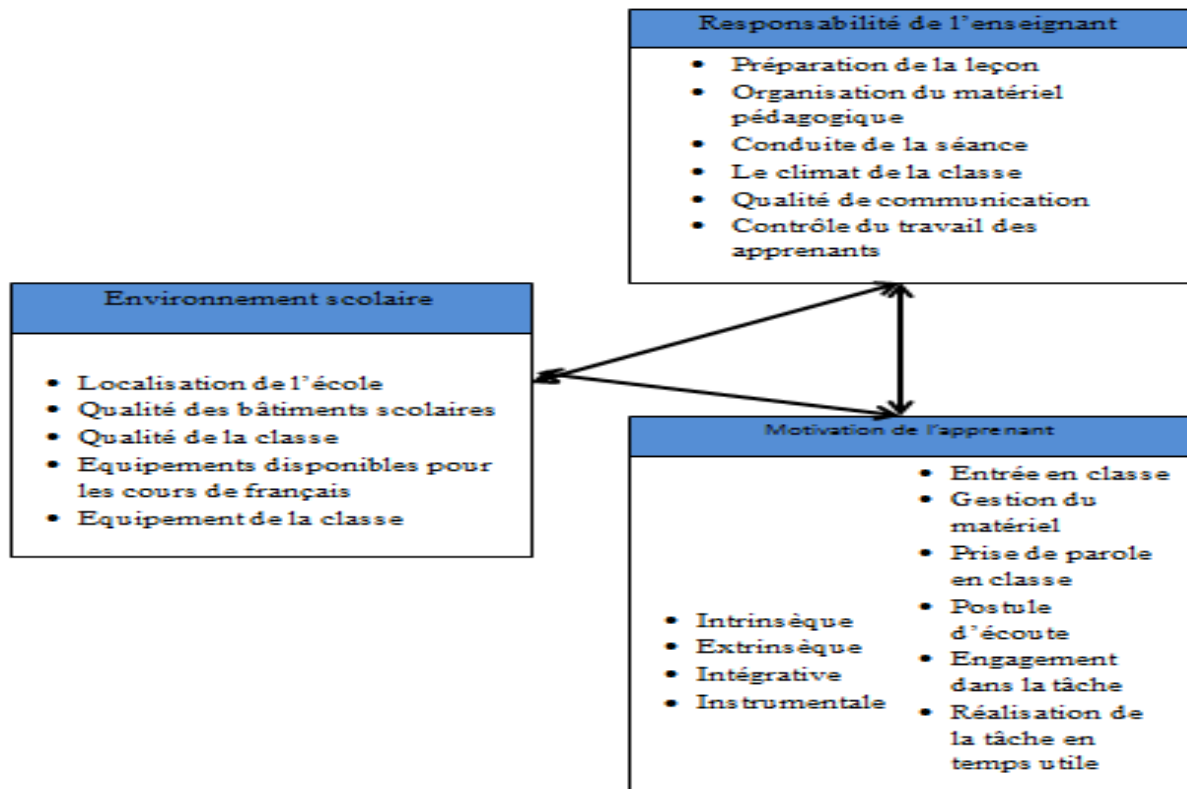 Responsabilité de l'enseignant
• Préparation de la leçon
• Organisation du matériel
pédagogique
• Conduite de la séance
• Le climat de la classe
• Qualité de communication
• Contrôle du travail des
apprenants
Environnement scolaire
• Localisation de l'école
• Qualité des bâtiments scolaires
• Qualité de la classe
• Equipements disponibles pour
les cours de français
• Equipement de la classe
Motivation de l'apprenant
• Intrinsèque
• Extrinsèque
• Intégrative
• Instrumentale
• Entrée en classe
• Gestion du
matériel
• Prise de parole
en classe
• Postule
d'écoute
• Engagement
dans la tâche
• Réalisation de
la tâche en
temps utile